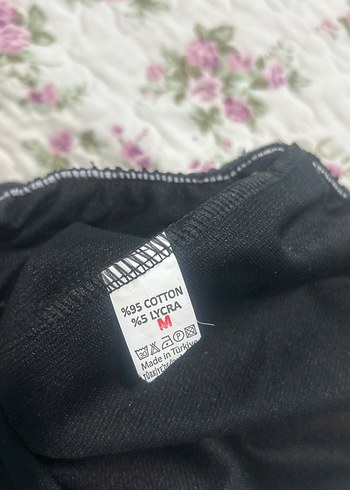 %95 COTTON
%5 LYCRA
M
Made in Türkiye